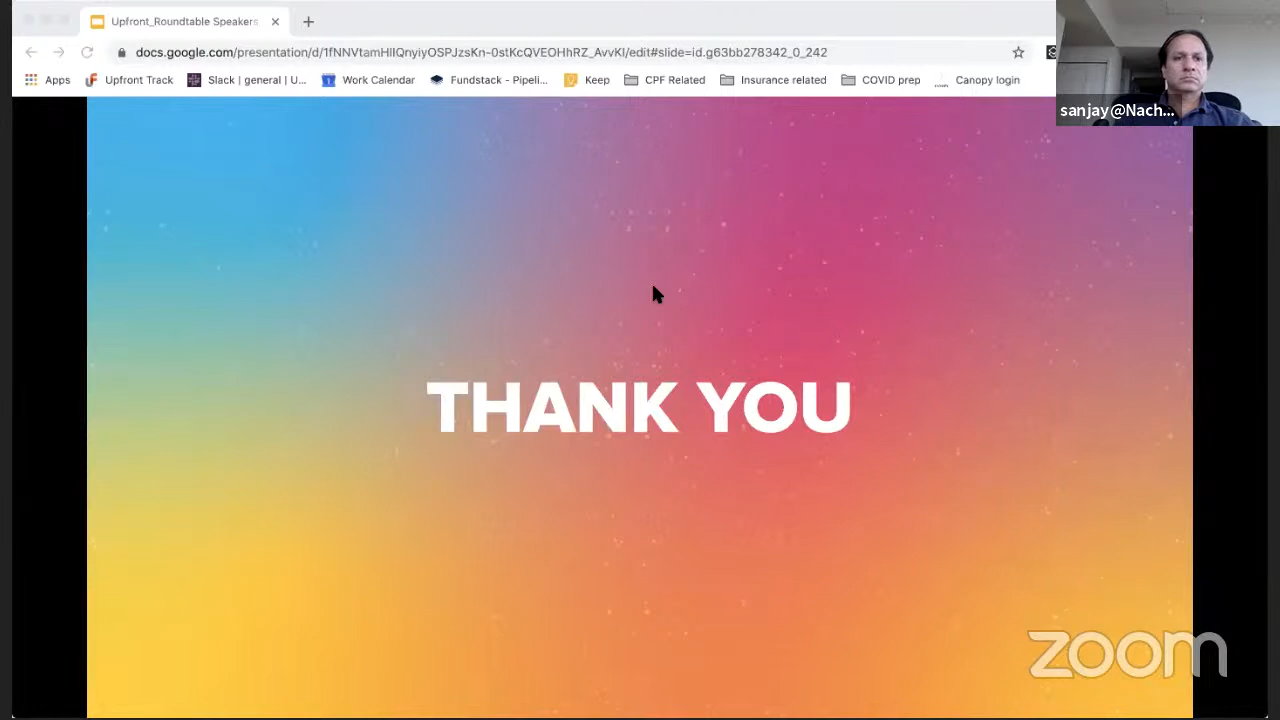 Upfront_Roundtable Speakers
docs.google.com/presentation/d/1fNNVtamHIIQnyiyOSPJzsKn-0stKcQVEOHhRZ_AvvKI/edit#slide=id.g63bb278342_0_242
Apps Upfront Track Slack | general | U... Work Calendar Fundstack - Pipeli... Keep CPF Related Insurance related COVID prep Canopy login
sanjay@Nach...
THANK YOU
zoom